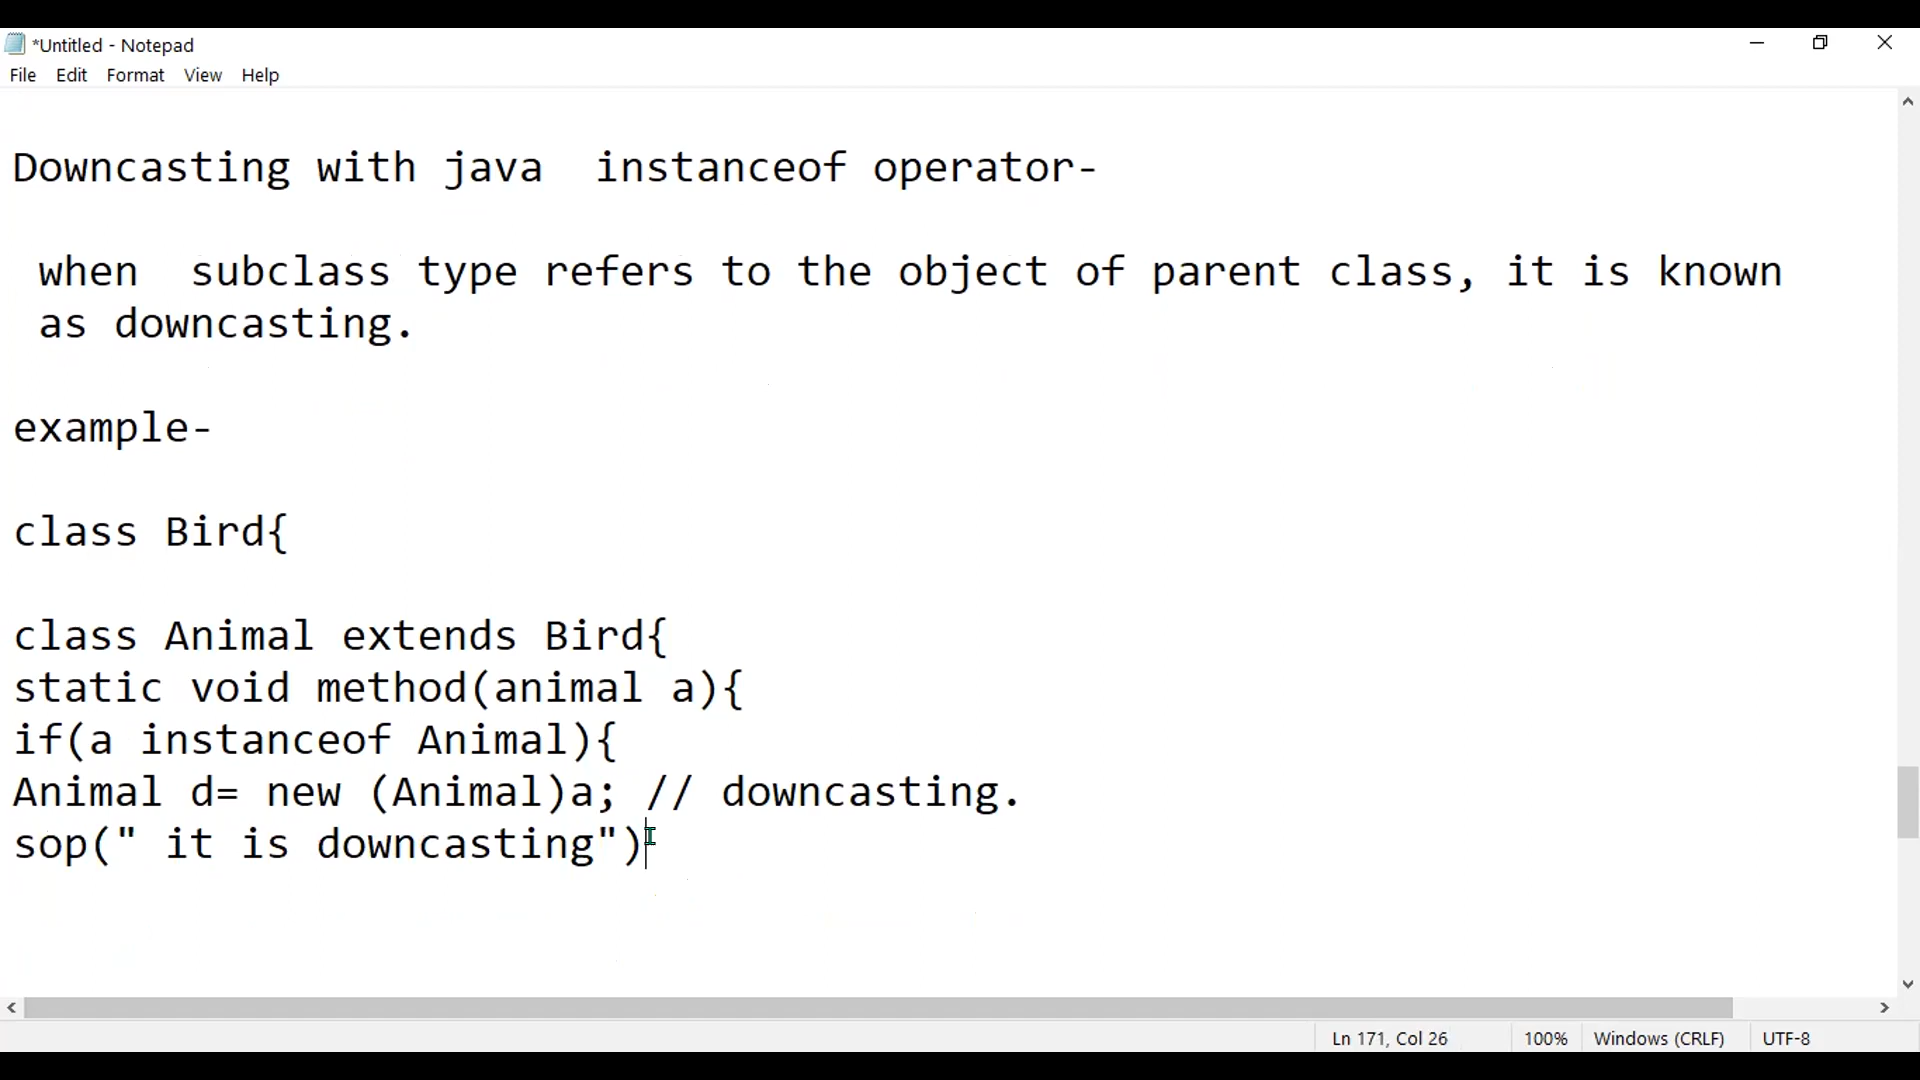 *Untitled - Notepad
File Edit Format View Help
Downcasting with java  instanceof operator-
when  subclass type refers to the object of parent class, it is known
as downcasting.
example-
class Bird{
class Animal extends Bird{
static void method(animal a){
if(a instanceof Animal){
Animal d= new (Animal)a; // downcasting.
sop(" it is downcasting")
Ln 171, Col 26 100% Windows (CRLF) UTF-8